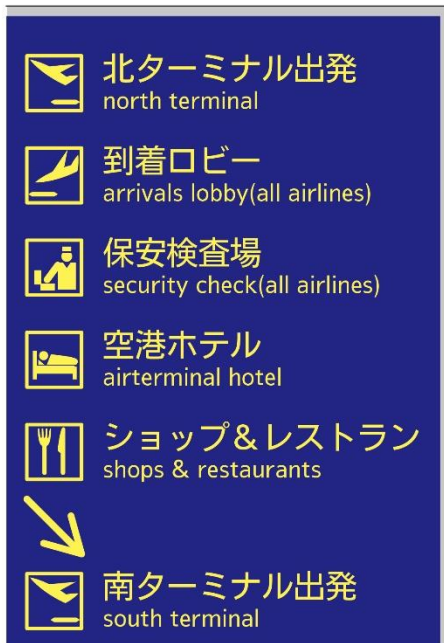 北ターミナル出発
north terminal
到着ロビー
arrivals lobby(all airlines)
保安検査場
security check(all airlines)
空港ホテル
airterminal hotel
ショップ&レストラン
shops & restaurants
南ターミナル出発
south terminal